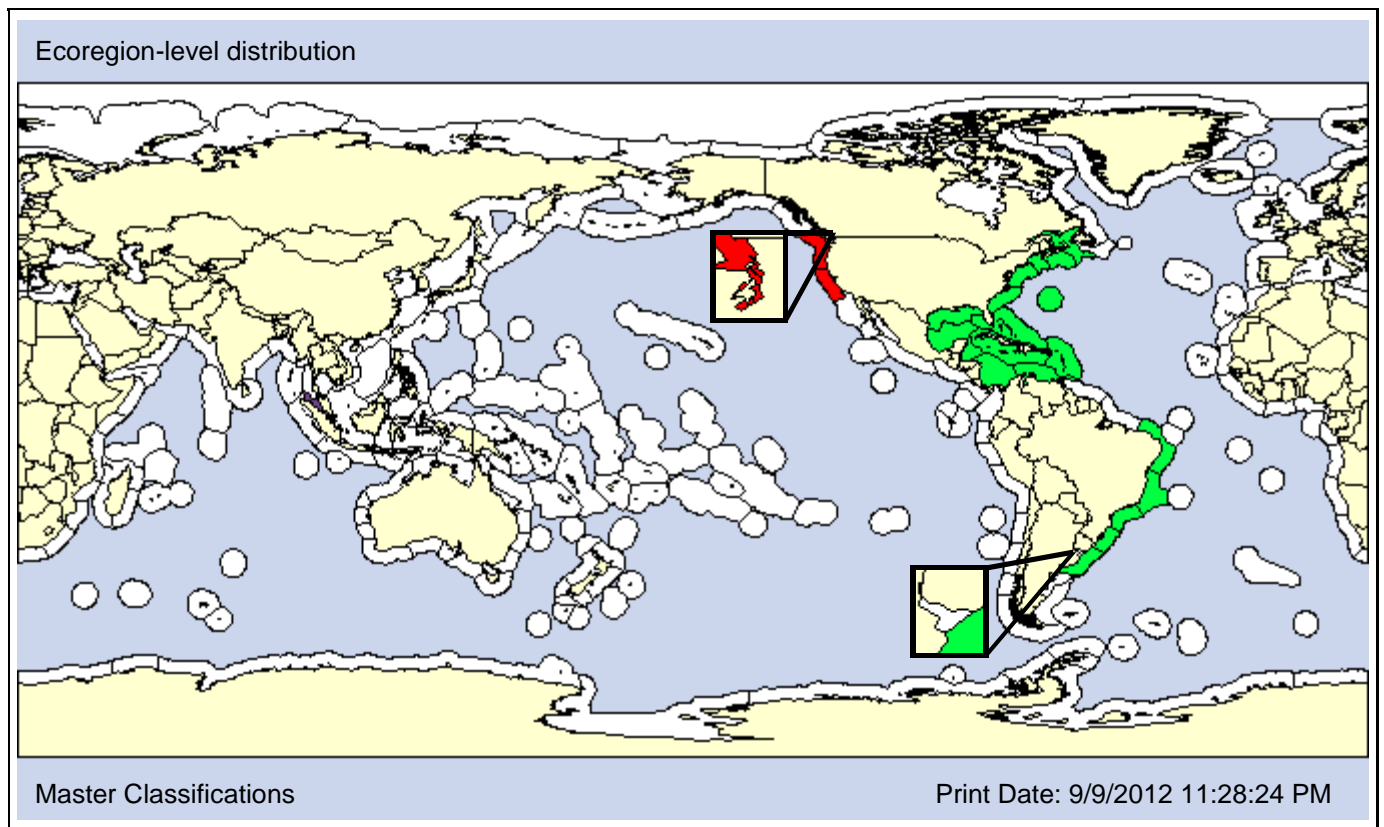 Ecoregion-level distribution
Master Classifications
Print Date: 9/9/2012 11:28:24 PM